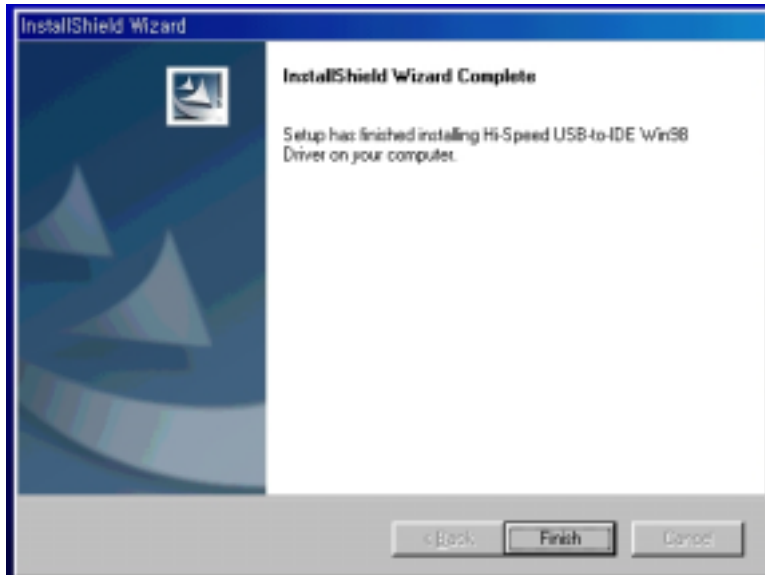 InstallShield Wizard
InstallShield Wizard Complete
Setup has finished installing Hi-Speed USB-to-IDE Win98
Driver on your computer.
< Back
Finish
Cancel